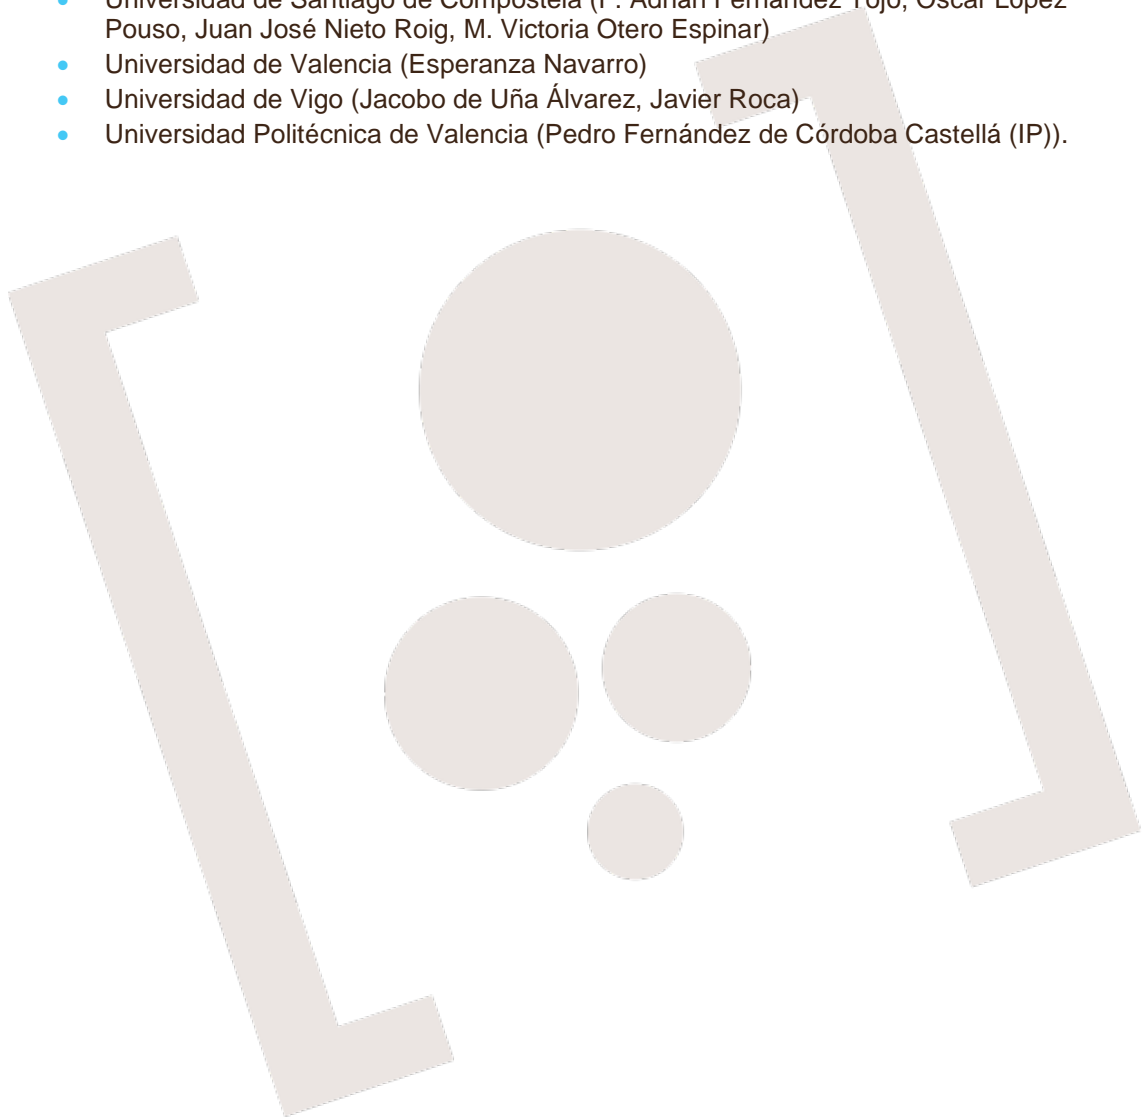 • Universidad de Santiago de Compostela (F. Adrián Fernández Tojo, Óscar López
Pouso, Juan José Nieto Roig, M. Victoria Otero Espinar)
• Universidad de Valencia (Esperanza Navarro)
• Universidad de Vigo (Jacobo de Uña Álvarez, Javier Roca)
• Universidad Politécnica de Valencia (Pedro Fernández de Córdoba Castellá (IP)).